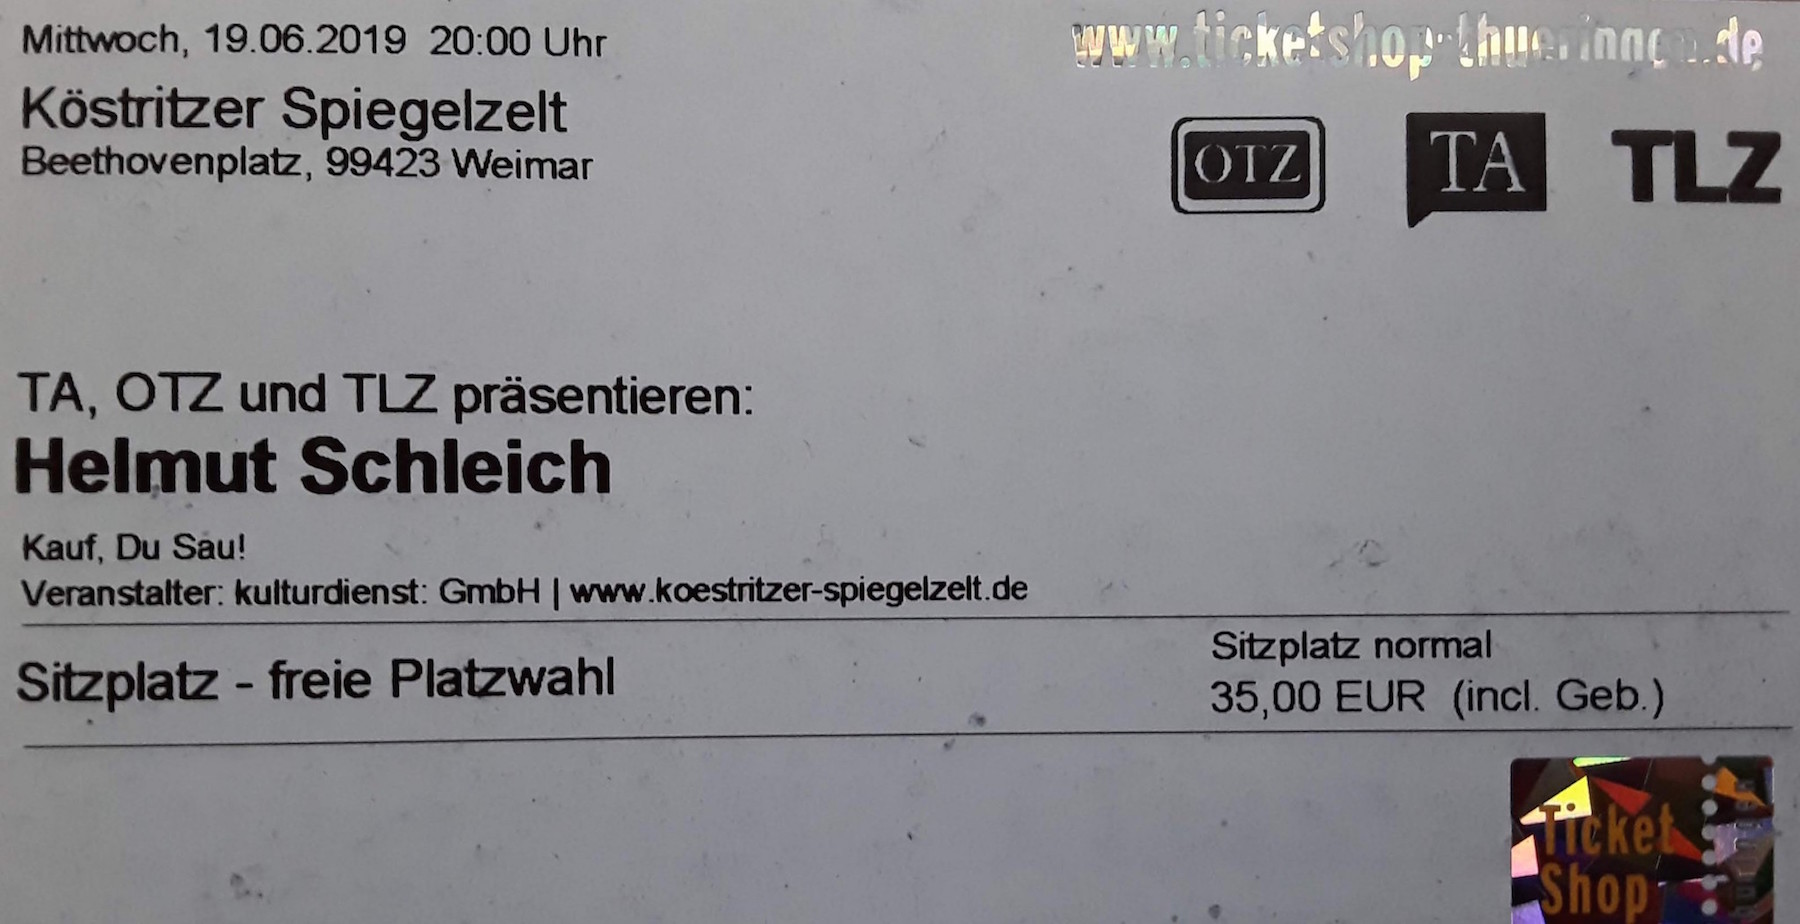 Mittwoch, 19.06.2019 20:00 Uhr
www.ticketshop-thueringen.de
Köstritzer Spiegelzelt
Beethovenplatz, 99423 Weimar
OTZ
TA
TLZ
TA, OTZ und TLZ präsentieren:
Helmut Schleich
Kauf, Du Sau!
Veranstalter: kulturdienst: GmbH | www.koestritzer-spiegelzelt.de
Sitzplatz - freie Platzwahl
Sitzplatz normal
35,00 EUR (incl. Geb.)
Ticket
Shop